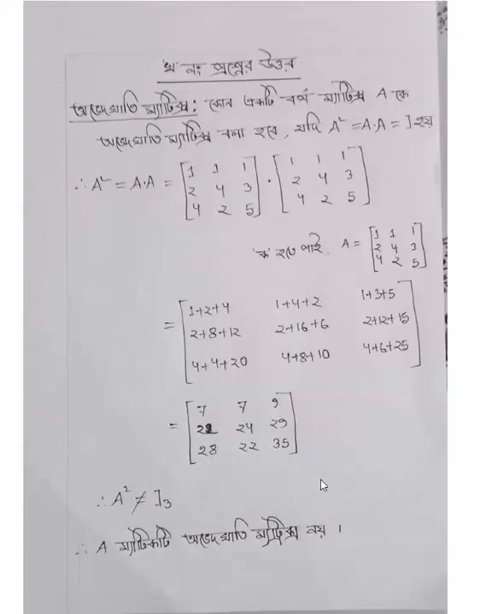 'খ' নং প্রশ্নের উত্তর
অভেদঘাতি ম্যাট্রিক্স: কোন একটি বর্গ ম্যাট্রিক্স A কে
অভেদঘাতি ম্যাট্রিক্স বলা হবে, যদি A² = A·A = I হয়
∴ A² = A·A = [1 1 1 · [1 1 1
2 4 3 2 4 3
4 2 5] 4 2 5]
'ক' হতে পাই, A = [1 1 1
2 4 3
4 2 5]
= [1+2+4 1+4+2 1+3+5
2+8+12 2+16+6 2+12+15
4+4+20 4+8+10 4+6+25]
= [7 7 9
22 24 29
28 22 35]
∴ A² ≠ I₃
∴ A ম্যাট্রিক্সটি অভেদঘাতি ম্যাট্রিক্স নয়।